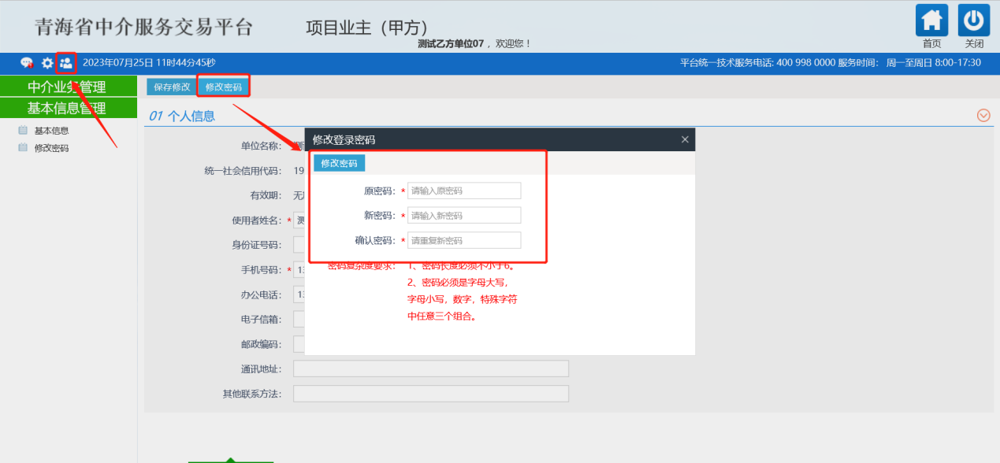 青海省中介服务交易平台
项目业主（甲方）
测试乙方单位07 ，欢迎您！
首页
关闭
2023年07月25日 11时44分45秒
平台统一技术服务电话: 400 998 0000 服务时间： 周一至周日 8:00-17:30
中介业务管理
基本信息管理
基本信息
修改密码
保存修改
修改密码
01 个人信息
单位名称：
统一社会信用代码： 19
有效期： 无
使用者姓名：* 测
身份证号码：
手机号码：* 1
办公电话： 1
电子信箱：
邮政编码：
通讯地址：
其他联系方法：
修改登录密码 ×
修改密码
原密码：* 请输入原密码
新密码：* 请输入新密码
确认密码：* 请重复新密码
密码复杂度要求： 1、密码长度必须不小于6。
2、密码必须是字母大写，
字母小写，数字，特殊字符
中任意三个组合。